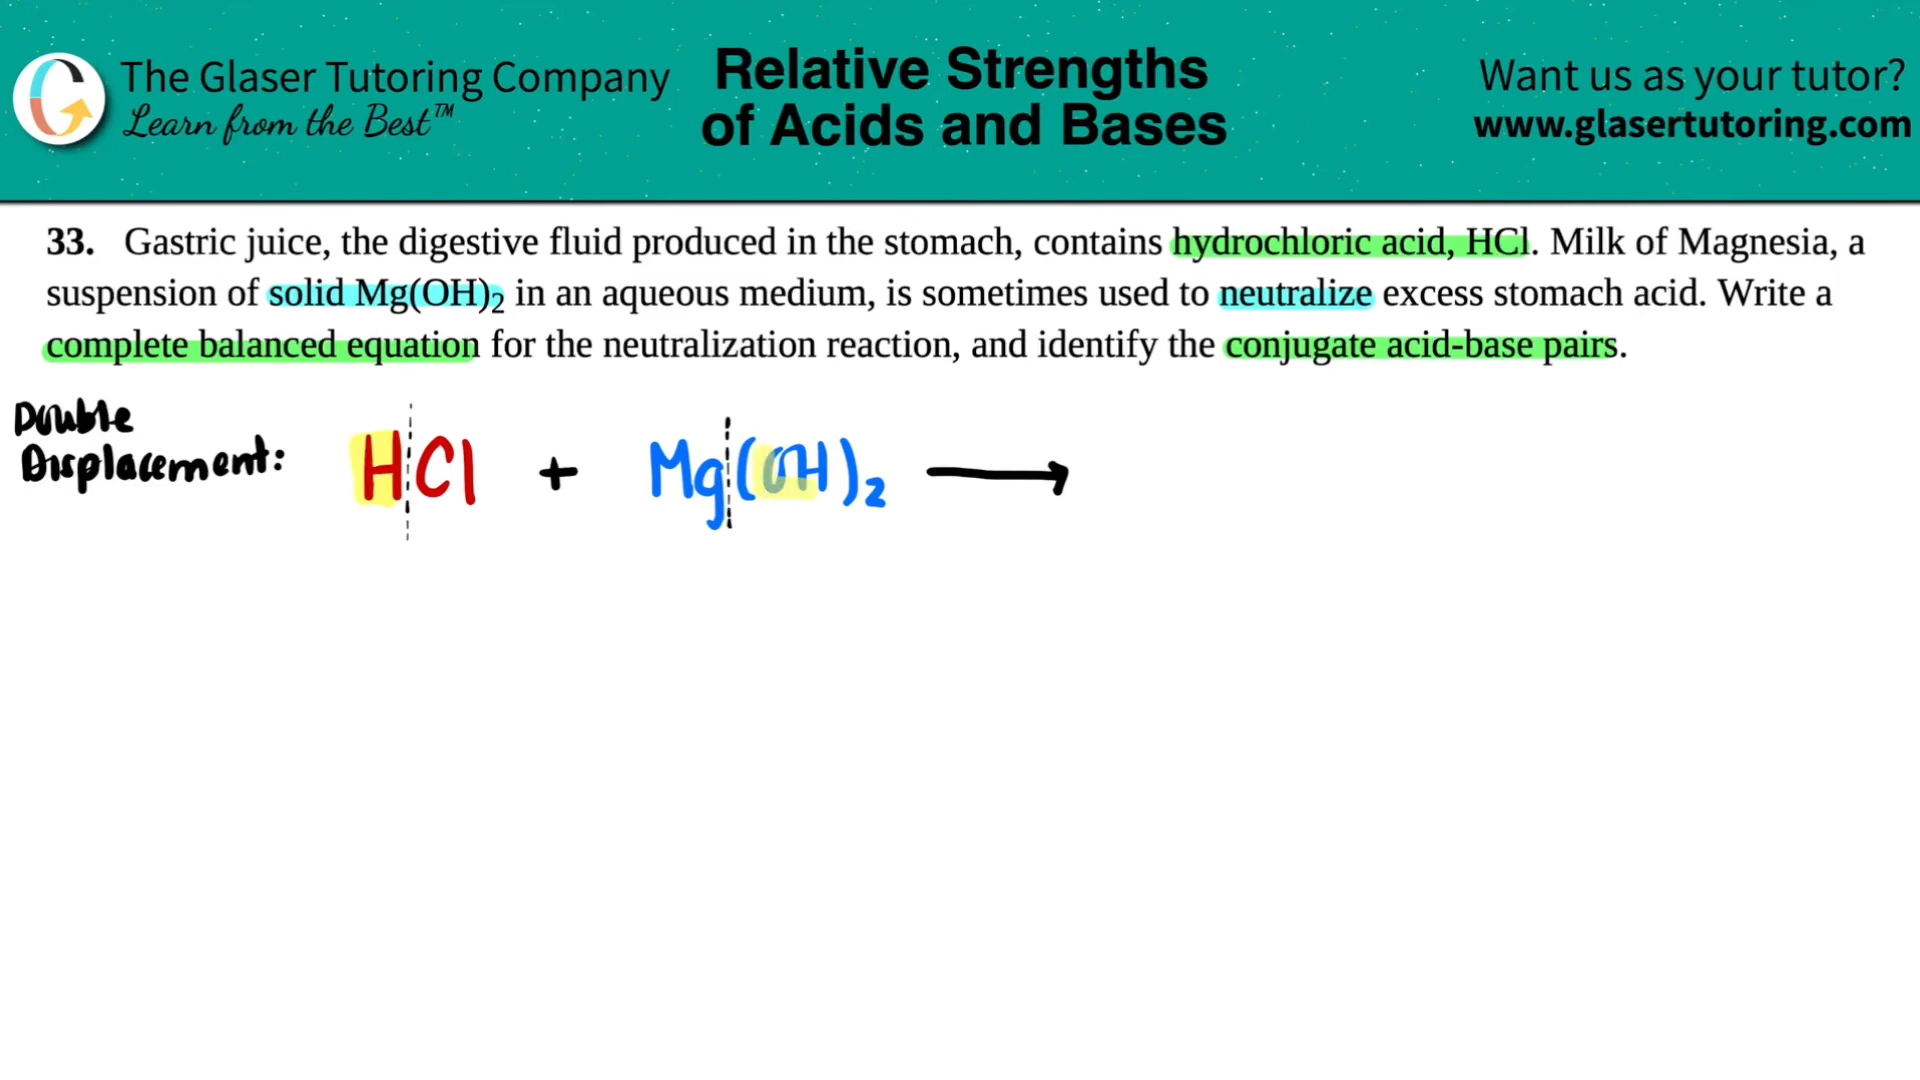 The Glaser Tutoring Company
Learn from the Best™
Relative Strengths
of Acids and Bases
Want us as your tutor?
www.glasertutoring.com
33. Gastric juice, the digestive fluid produced in the stomach, contains hydrochloric acid, HCl. Milk of Magnesia, a
suspension of solid Mg(OH)₂ in an aqueous medium, is sometimes used to neutralize excess stomach acid. Write a
complete balanced equation for the neutralization reaction, and identify the conjugate acid-base pairs.
Double
Displacement:
HCl + Mg(OH)₂ ⟶